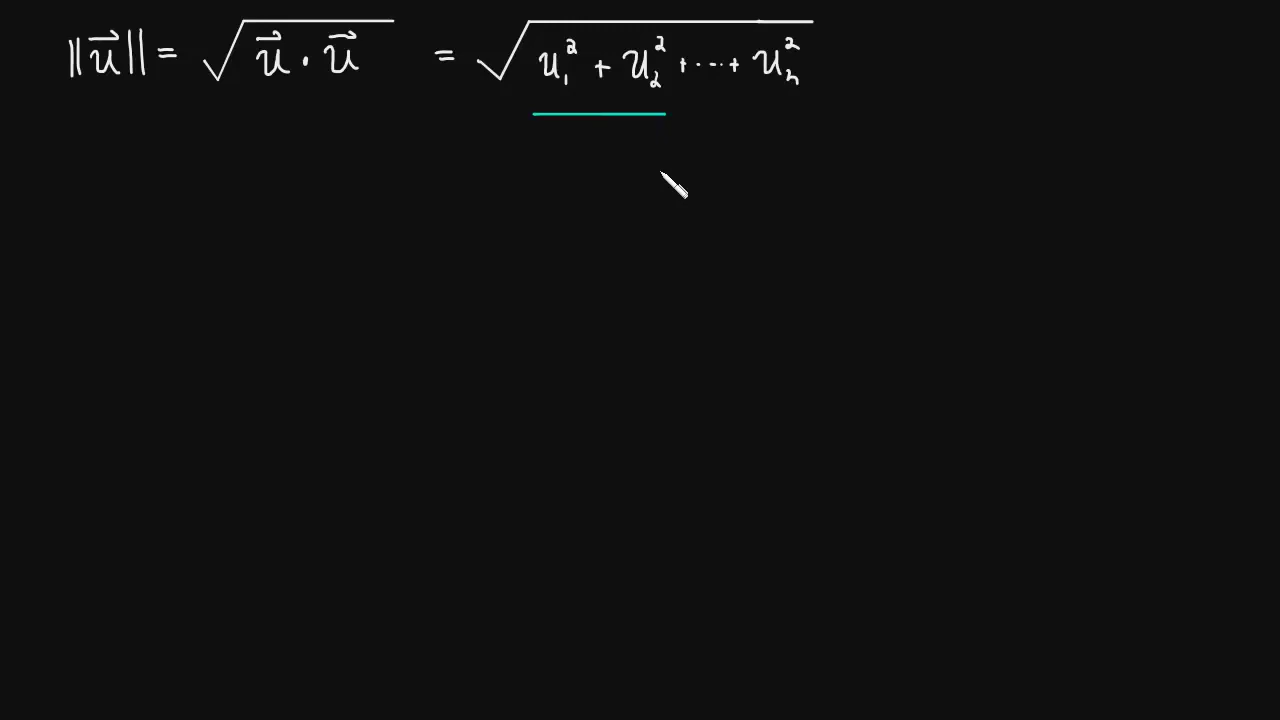 ‖u⃗‖ = √(u⃗ · u⃗) = √(u₁² + u₂² + ··· + uₙ²)